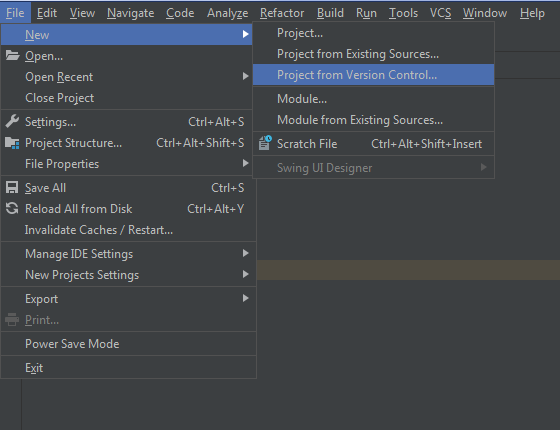 File Edit View Navigate Code Analyze Refactor Build Run Tools VCS Window Help
New
Open...
Open Recent
Close Project
Settings... Ctrl+Alt+S
Project Structure... Ctrl+Alt+Shift+S
File Properties
Save All Ctrl+S
Reload All from Disk Ctrl+Alt+Y
Invalidate Caches / Restart...
Manage IDE Settings
New Projects Settings
Export
Print...
Power Save Mode
Exit
Project...
Project from Existing Sources...
Project from Version Control...
Module...
Module from Existing Sources...
Scratch File Ctrl+Alt+Shift+Insert
Swing UI Designer